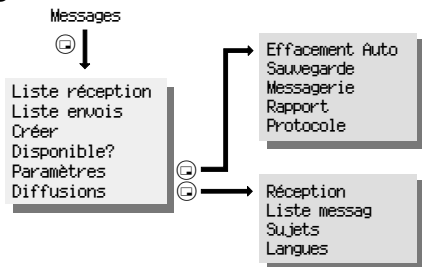 Messages
Liste réception
Liste envois
Créer
Disponible?
Paramètres
Diffusions
Effacement Auto
Sauvegarde
Messagerie
Rapport
Protocole
Réception
Liste messag
Sujets
Langues